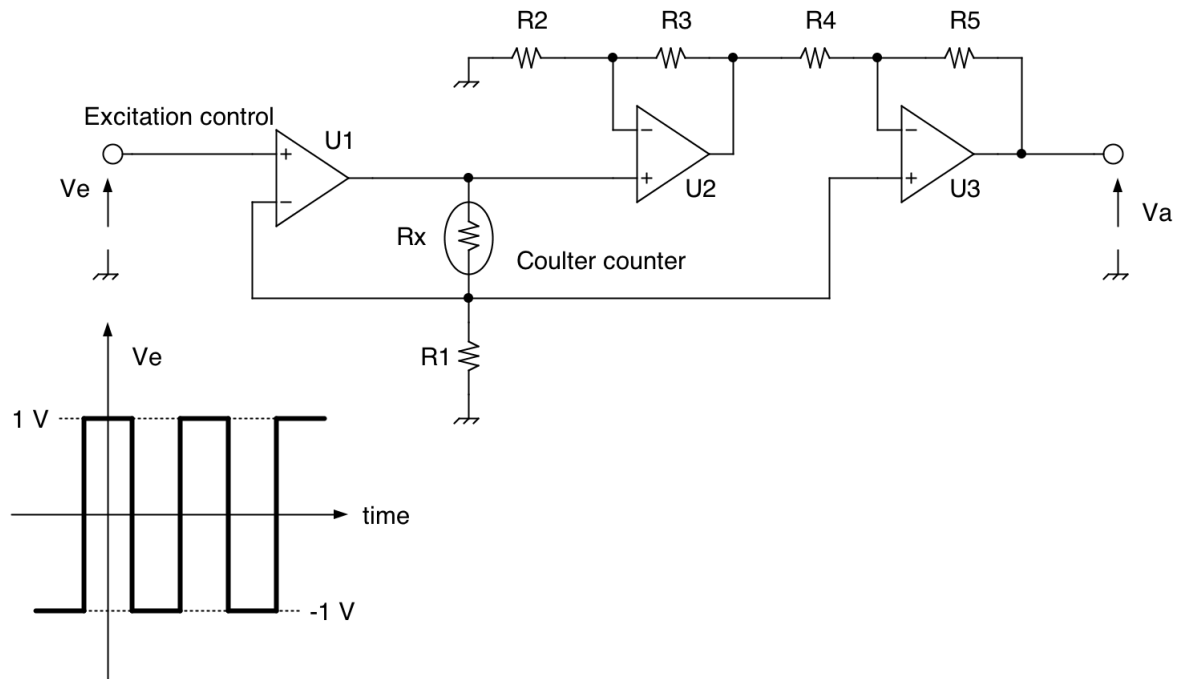 R2
R3
R4
R5
Excitation control
U1
+
-
Ve
-
+
U2
-
+
U3
Va
Rx
Coulter counter
R1
Ve
1 V
time
-1 V